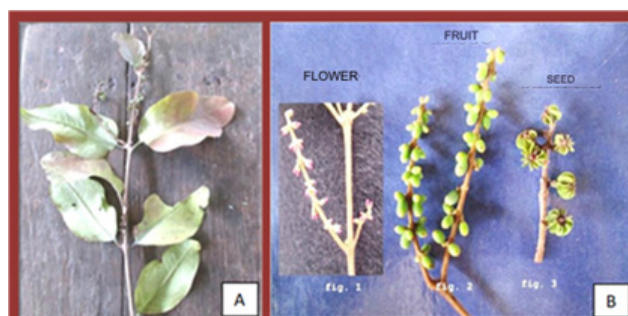 A
FLOWER
FRUIT
SEED
fig. 1
fig. 2
fig. 3
B